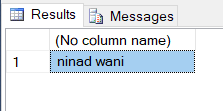 Results Messages
(No column name)
1 ninad wani